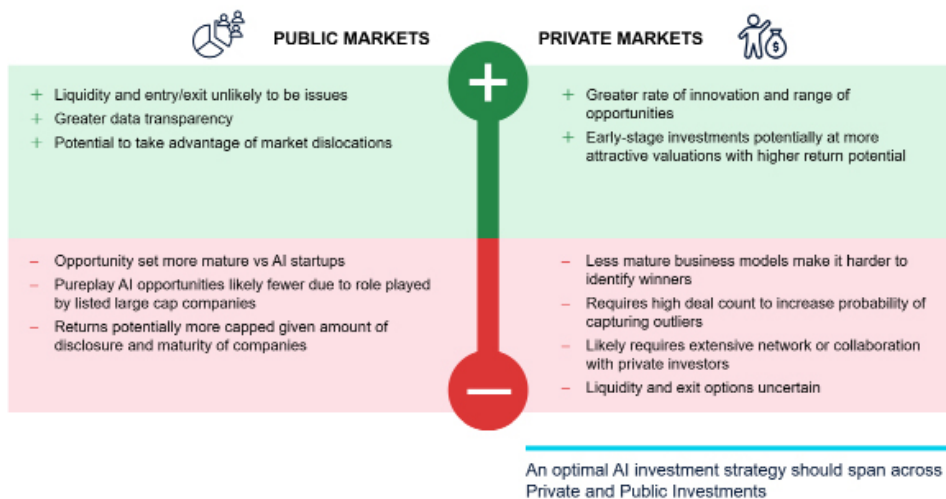 PUBLIC MARKETS
+ Liquidity and entry/exit unlikely to be issues
+ Greater data transparency
+ Potential to take advantage of market dislocations
– Opportunity set more mature vs AI startups
– Pureplay AI opportunities likely fewer due to role played
by listed large cap companies
– Returns potentially more capped given amount of
disclosure and maturity of companies
PRIVATE MARKETS
$
+ Greater rate of innovation and range of
opportunities
+ Early-stage investments potentially at more
attractive valuations with higher return potential
– Less mature business models make it harder to
identify winners
– Requires high deal count to increase probability of
capturing outliers
– Likely requires extensive network or collaboration
with private investors
– Liquidity and exit options uncertain
An optimal AI investment strategy should span across
Private and Public Investments